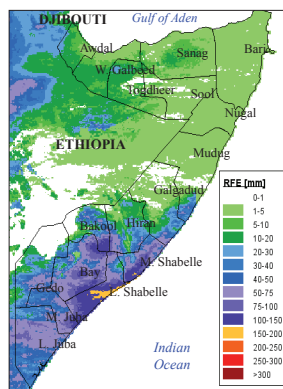 DJIBOUTI
Gulf of Aden
Awdal
Sanag
Bari
W. Galbeed
Togdheer
Sool
Nugal
ETHIOPIA
Mudug
Galgadud
Bakool
Hiran
M. Shabelle
Bay
Gedo
L. Shabelle
M. Juba
L. Juba
Indian
Ocean
RFE [mm]
0-1
1-5
5-10
10-20
20-30
30-40
40-50
50-75
75-100
100-150
150-200
200-250
250-300
>300